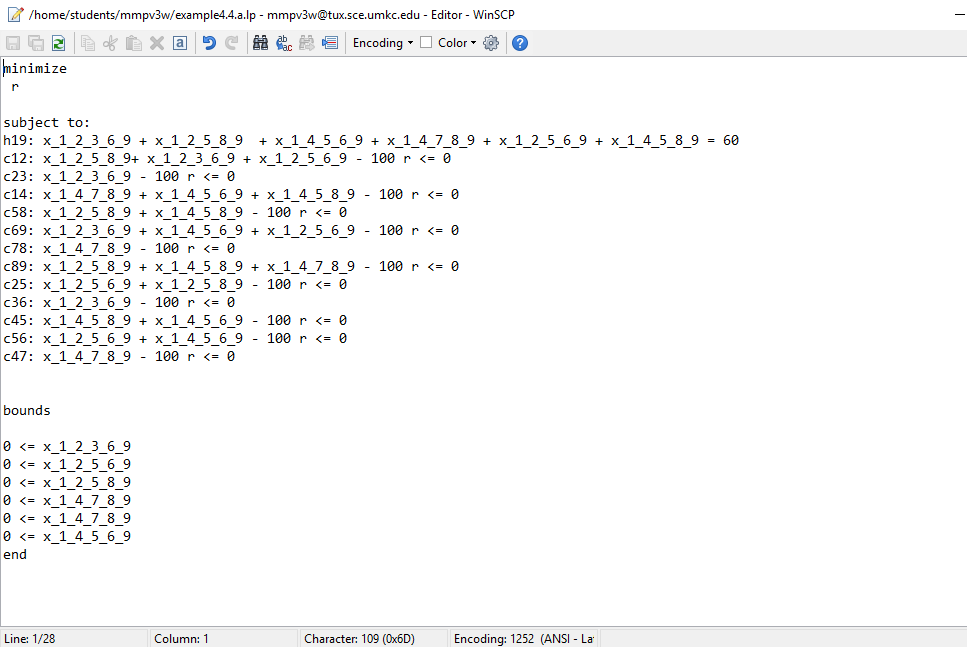 /home/students/mmpv3w/example4.4.a.lp - mmpv3w@tux.sce.umkc.edu - Editor - WinSCP
Encoding Color
minimize
r
subject to:
h19: x_1_2_3_6_9 + x_1_2_5_8_9  + x_1_4_5_6_9 + x_1_4_7_8_9 + x_1_2_5_6_9 + x_1_4_5_8_9 = 60
c12: x_1_2_5_8_9+ x_1_2_3_6_9 + x_1_2_5_6_9 - 100 r <= 0
c23: x_1_2_3_6_9 - 100 r <= 0
c14: x_1_4_7_8_9 + x_1_4_5_6_9 + x_1_4_5_8_9 - 100 r <= 0
c58: x_1_2_5_8_9 + x_1_4_5_8_9 - 100 r <= 0
c69: x_1_2_3_6_9 + x_1_4_5_6_9 + x_1_2_5_6_9 - 100 r <= 0
c78: x_1_4_7_8_9 - 100 r <= 0
c89: x_1_2_5_8_9 + x_1_4_5_8_9 + x_1_4_7_8_9 - 100 r <= 0
c25: x_1_2_5_6_9 + x_1_2_5_8_9 - 100 r <= 0
c36: x_1_2_3_6_9 - 100 r <= 0
c45: x_1_4_5_8_9 + x_1_4_5_6_9 - 100 r <= 0
c56: x_1_2_5_6_9 + x_1_4_5_6_9 - 100 r <= 0
c47: x_1_4_7_8_9 - 100 r <= 0
bounds
0 <= x_1_2_3_6_9
0 <= x_1_2_5_6_9
0 <= x_1_2_5_8_9
0 <= x_1_4_7_8_9
0 <= x_1_4_7_8_9
0 <= x_1_4_5_6_9
end
Line: 1/28 Column: 1 Character: 109 (0x6D) Encoding: 1252 (ANSI - La